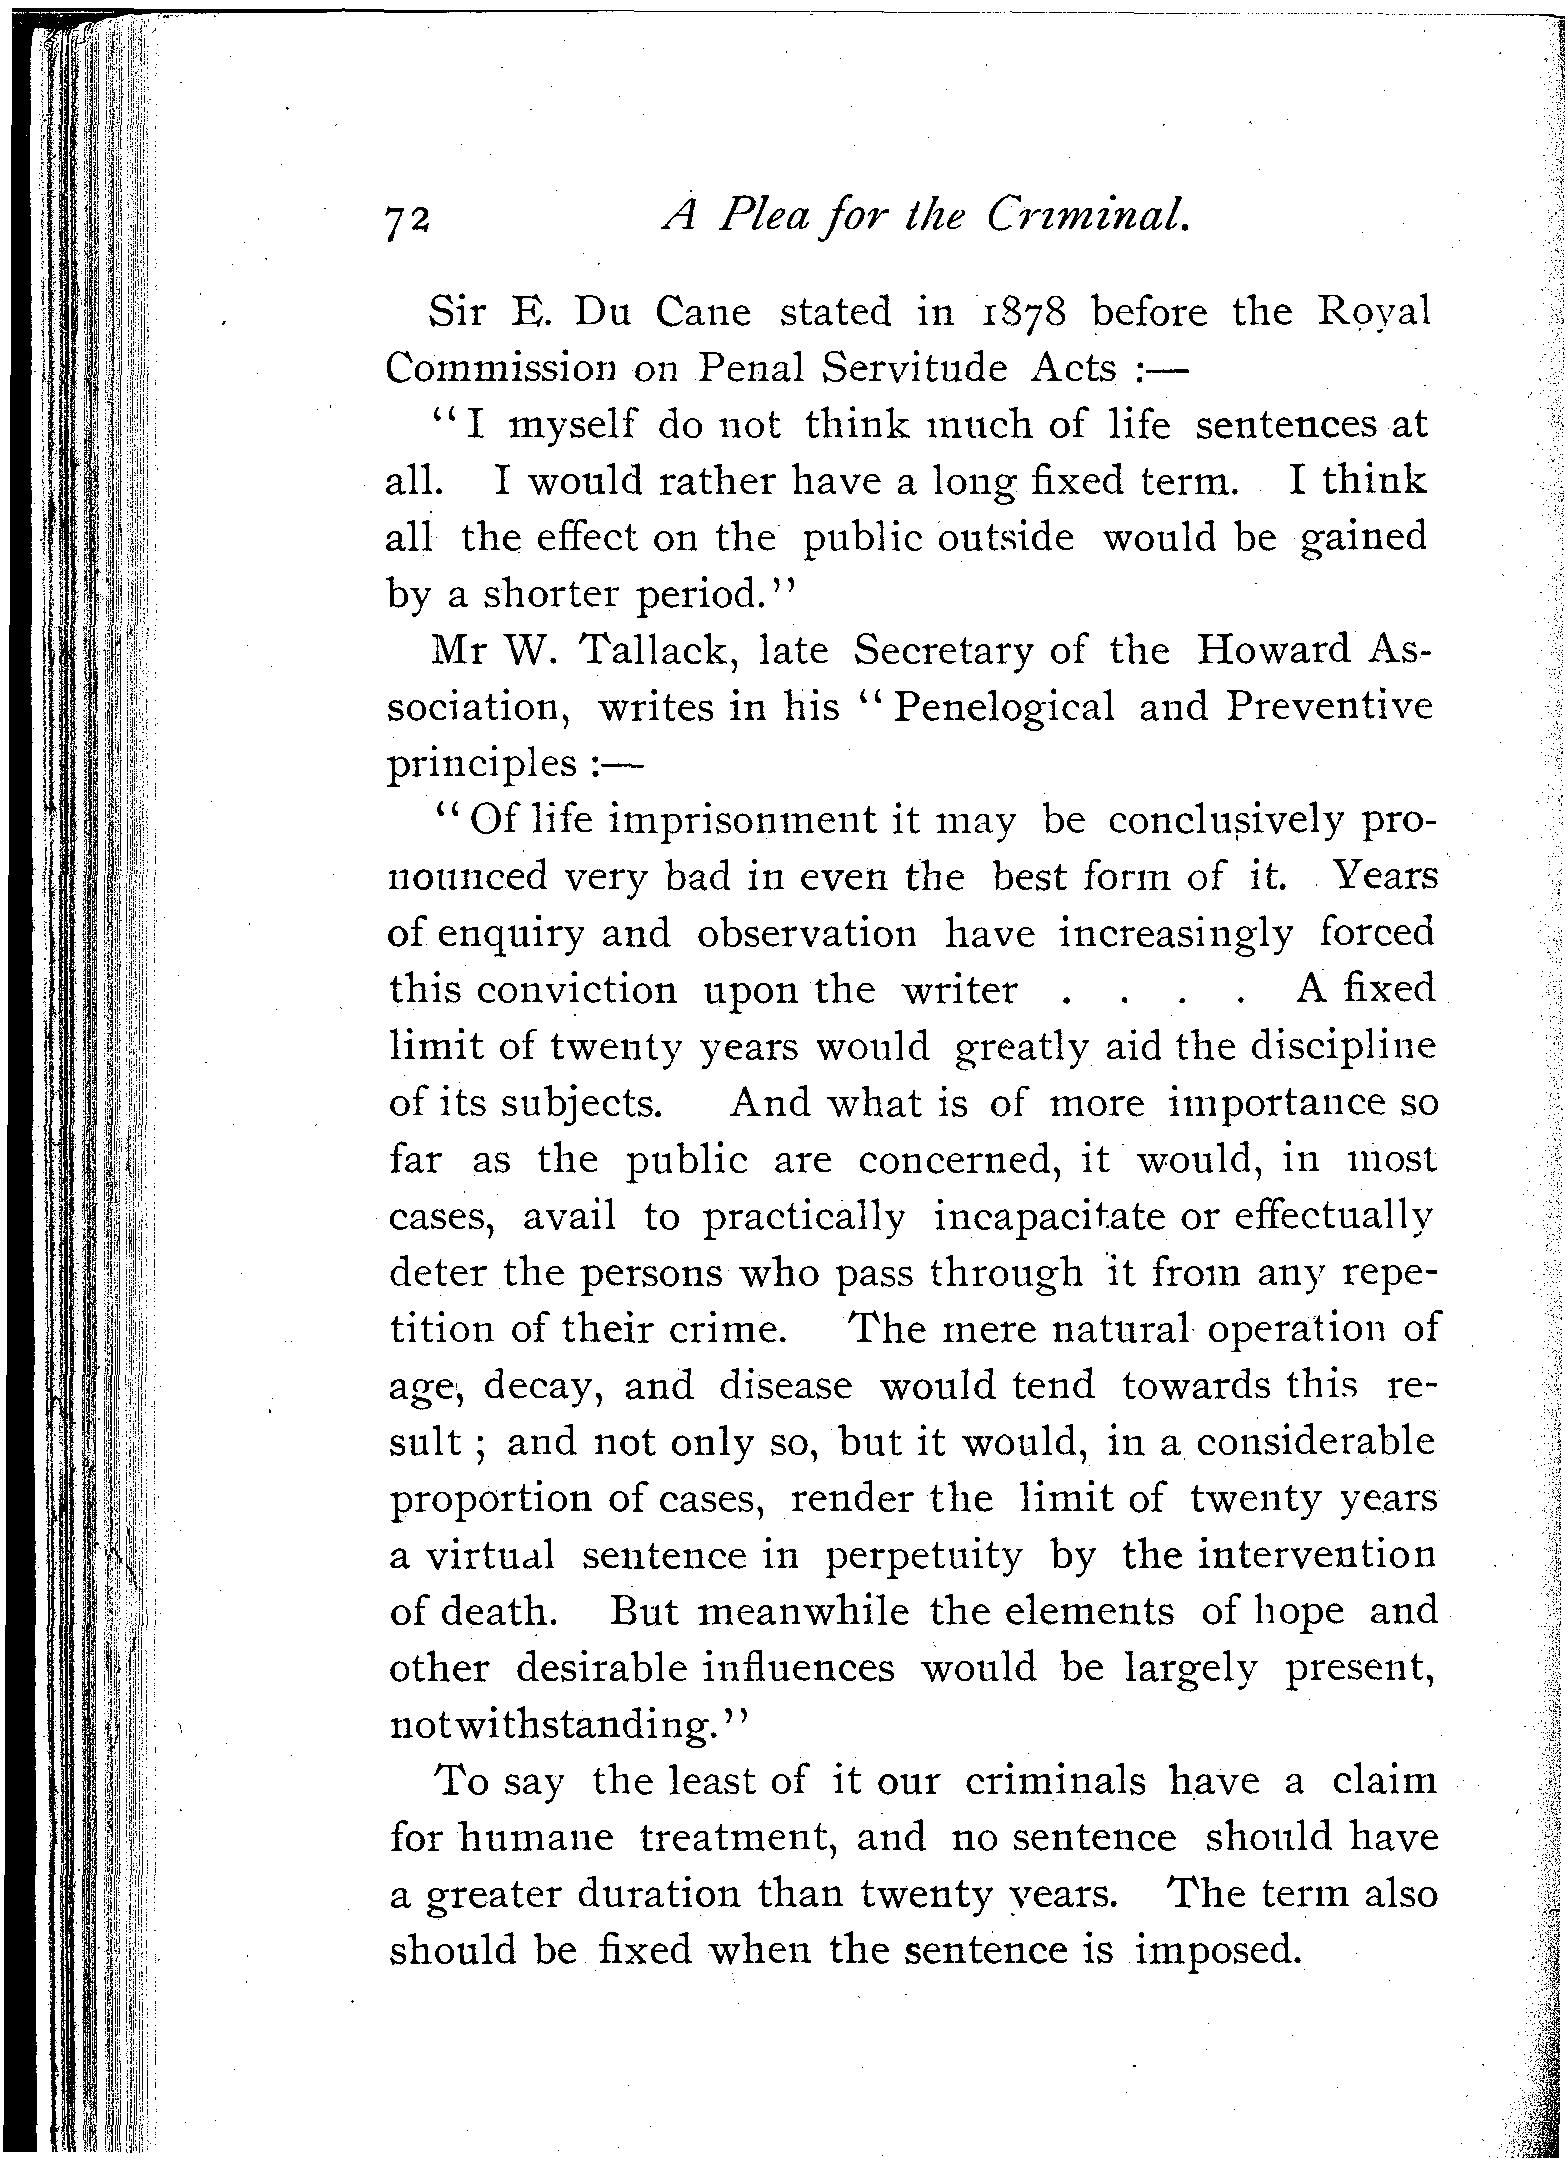 72 A Plea for the Criminal.
Sir E. Du Cane stated in 1878 before the Royal
Commission on Penal Servitude Acts :—
“I myself do not think much of life sentences at
all. I would rather have a long fixed term. I think
all the effect on the public outside would be gained
by a shorter period.”
Mr W. Tallack, late Secretary of the Howard As-
sociation, writes in his “Penelogical and Preventive
principles :—
“Of life imprisonment it may be conclusively pro-
nounced very bad in even the best form of it. Years
of enquiry and observation have increasingly forced
this conviction upon the writer . . . . A fixed
limit of twenty years would greatly aid the discipline
of its subjects. And what is of more importance so
far as the public are concerned, it would, in most
cases, avail to practically incapacitate or effectually
deter the persons who pass through it from any repe-
tition of their crime. The mere natural operation of
age, decay, and disease would tend towards this re-
sult ; and not only so, but it would, in a considerable
proportion of cases, render the limit of twenty years
a virtual sentence in perpetuity by the intervention
of death. But meanwhile the elements of hope and
other desirable influences would be largely present,
notwithstanding.”
To say the least of it our criminals have a claim
for humane treatment, and no sentence should have
a greater duration than twenty years. The term also
should be fixed when the sentence is imposed.